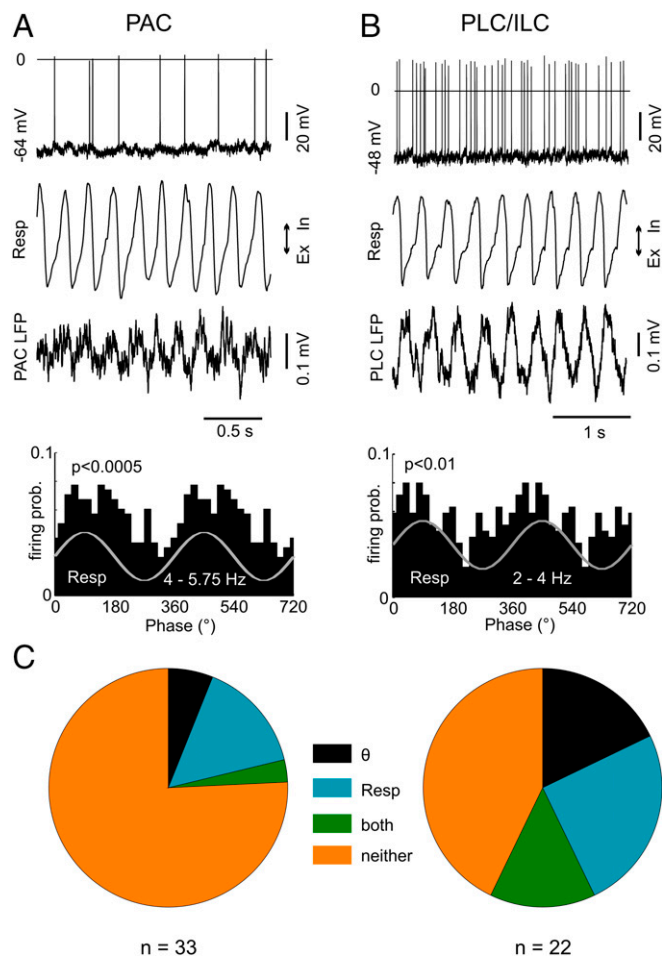 A
PAC
0
-64 mV
20 mV
Resp
Ex In
PAC LFP
0.1 mV
0.5 s
0.1
firing prob.
0
p<0.0005
Resp
4 - 5.75 Hz
0 180 360 540 720
Phase (°)
B
PLC/ILC
0
-48 mV
20 mV
Resp
Ex In
PLC LFP
0.1 mV
1 s
0.1
firing prob.
0
p<0.01
Resp
2 - 4 Hz
0 180 360 540 720
Phase (°)
C
θ
Resp
both
neither
n = 33
n = 22